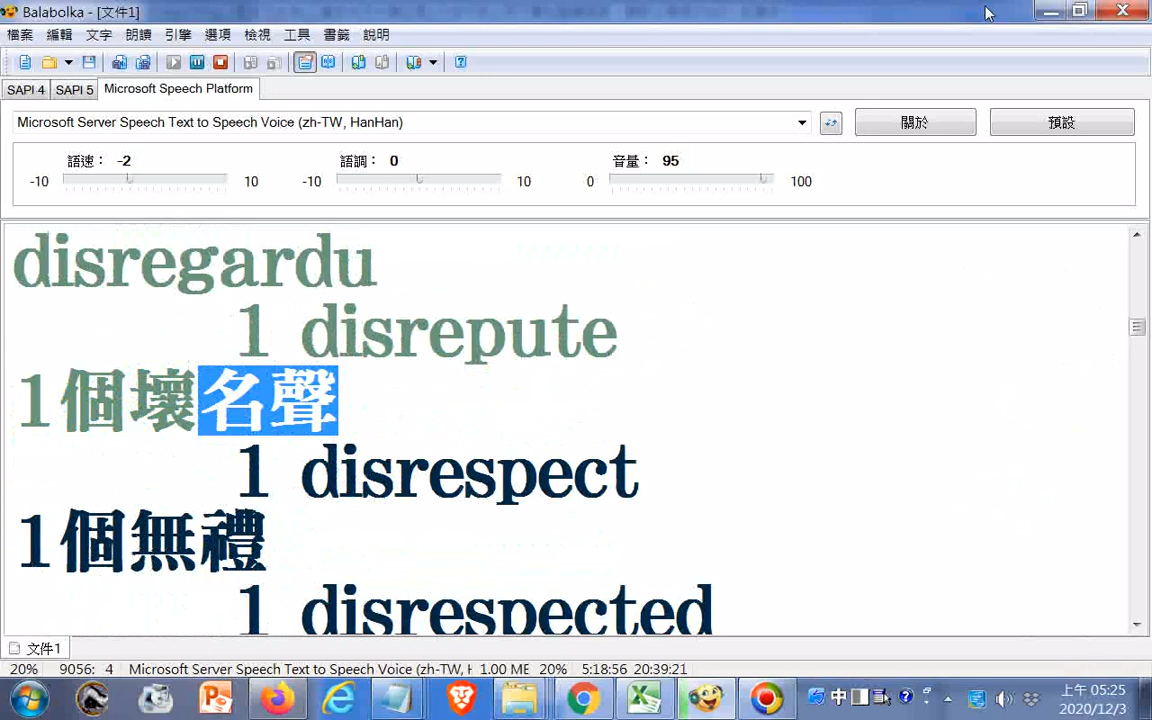 Balabolka - [文件1]
檔案 編輯 文字 朗讀 引擎 選項 檢視 工具 書籤 說明
SAPI 4 SAPI 5 Microsoft Speech Platform
Microsoft Server Speech Text to Speech Voice (zh-TW, HanHan) 關於 預設
語速： -2 語調： 0 音量： 95
-10 10 -10 10 0 100
disregardu
1 disrepute
1個壞名聲
1 disrespect
1個無禮
1 disrespected
文件1
20% 9056: 4 Microsoft Server Speech Text to Speech Voice (zh-TW, H 1.00 ME 20% 5:18:56 20:39:21
中 上午 05:25
2020/12/3